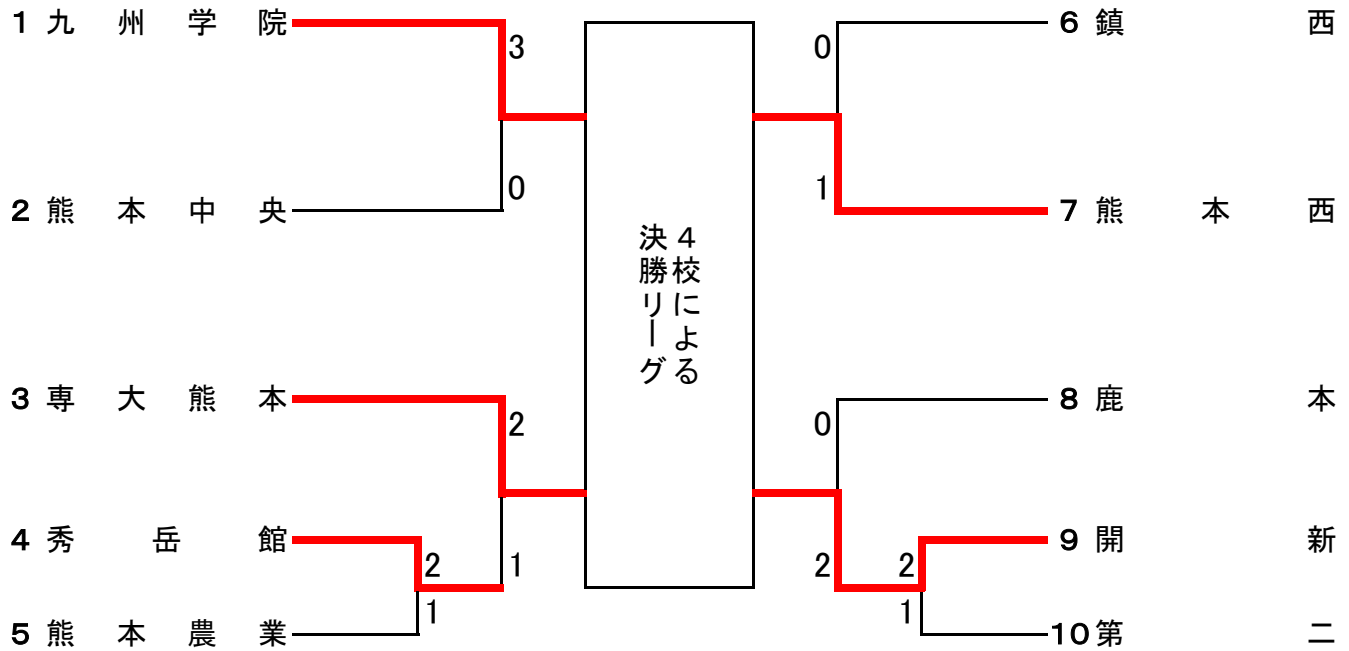 1 九州学院
3
0
2 熊本中央
3 専大熊本
2
1
4 秀岳館
2
1
5 熊本農業
4校による
決勝リーグ
6 鎮西
0
1
7 熊本西
8 鹿本
0
2
9 開新
2
1
10 第二